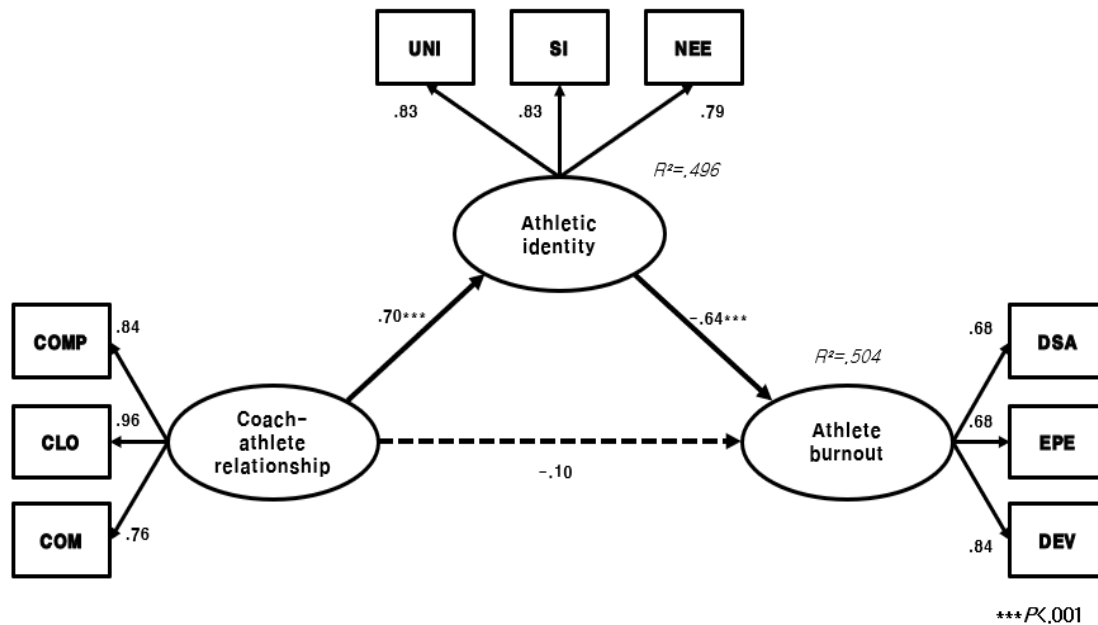 UNI
SI
NEE
.83
.83
.79
R²=.496
Athletic
identity
.70***
-.64***
COMP
.84
CLO
.96
COM
.76
Coach-
athlete
relationship
-.10
R²=.504
Athlete
burnout
.68
DSA
.68
EPE
.84
DEV
***P<.001